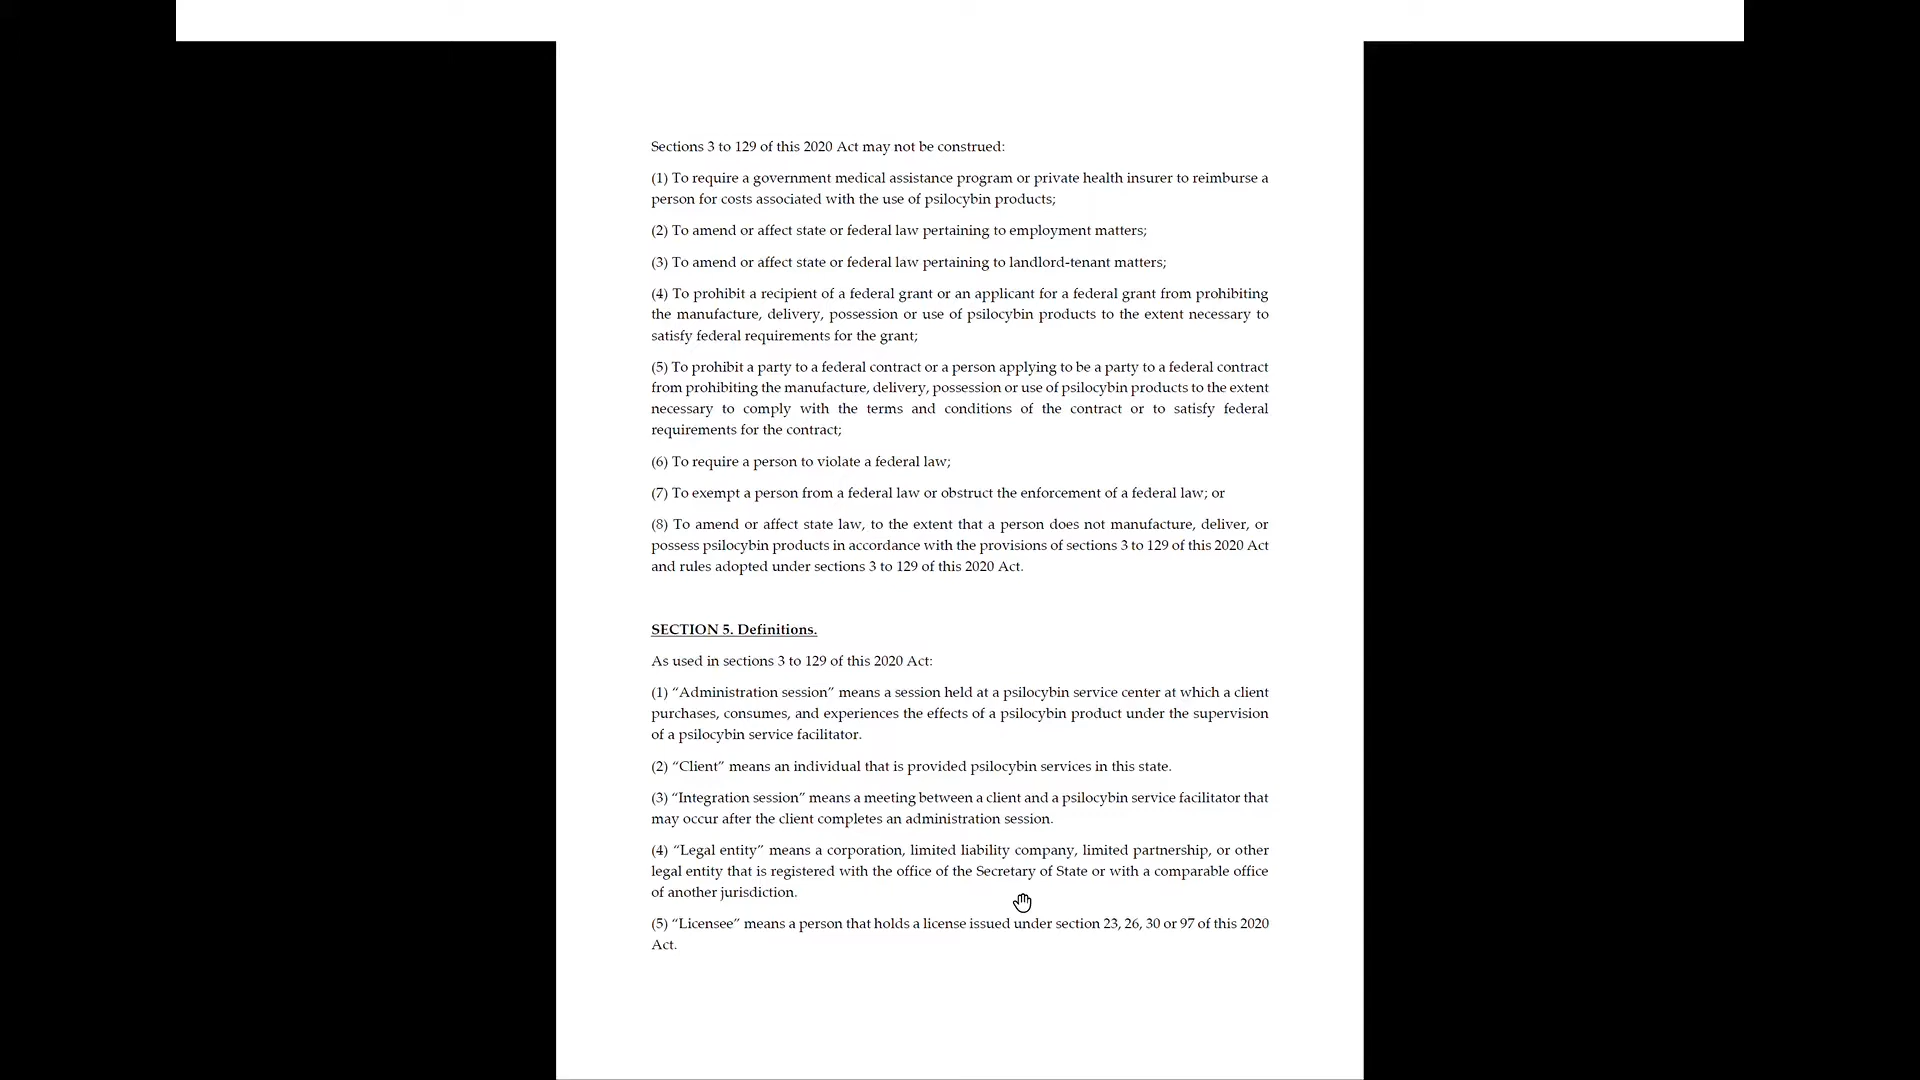 Sections 3 to 129 of this 2020 Act may not be construed:
(1) To require a government medical assistance program or private health insurer to reimburse a
person for costs associated with the use of psilocybin products;
(2) To amend or affect state or federal law pertaining to employment matters;
(3) To amend or affect state or federal law pertaining to landlord-tenant matters;
(4) To prohibit a recipient of a federal grant or an applicant for a federal grant from prohibiting
the manufacture, delivery, possession or use of psilocybin products to the extent necessary to
satisfy federal requirements for the grant;
(5) To prohibit a party to a federal contract or a person applying to be a party to a federal contract
from prohibiting the manufacture, delivery, possession or use of psilocybin products to the extent
necessary to comply with the terms and conditions of the contract or to satisfy federal
requirements for the contract;
(6) To require a person to violate a federal law;
(7) To exempt a person from a federal law or obstruct the enforcement of a federal law; or
(8) To amend or affect state law, to the extent that a person does not manufacture, deliver, or
possess psilocybin products in accordance with the provisions of sections 3 to 129 of this 2020 Act
and rules adopted under sections 3 to 129 of this 2020 Act.
SECTION 5. Definitions.
As used in sections 3 to 129 of this 2020 Act:
(1) “Administration session” means a session held at a psilocybin service center at which a client
purchases, consumes, and experiences the effects of a psilocybin product under the supervision
of a psilocybin service facilitator.
(2) “Client” means an individual that is provided psilocybin services in this state.
(3) “Integration session” means a meeting between a client and a psilocybin service facilitator that
may occur after the client completes an administration session.
(4) “Legal entity” means a corporation, limited liability company, limited partnership, or other
legal entity that is registered with the office of the Secretary of State or with a comparable office
of another jurisdiction.
(5) “Licensee” means a person that holds a license issued under section 23, 26, 30 or 97 of this 2020
Act.